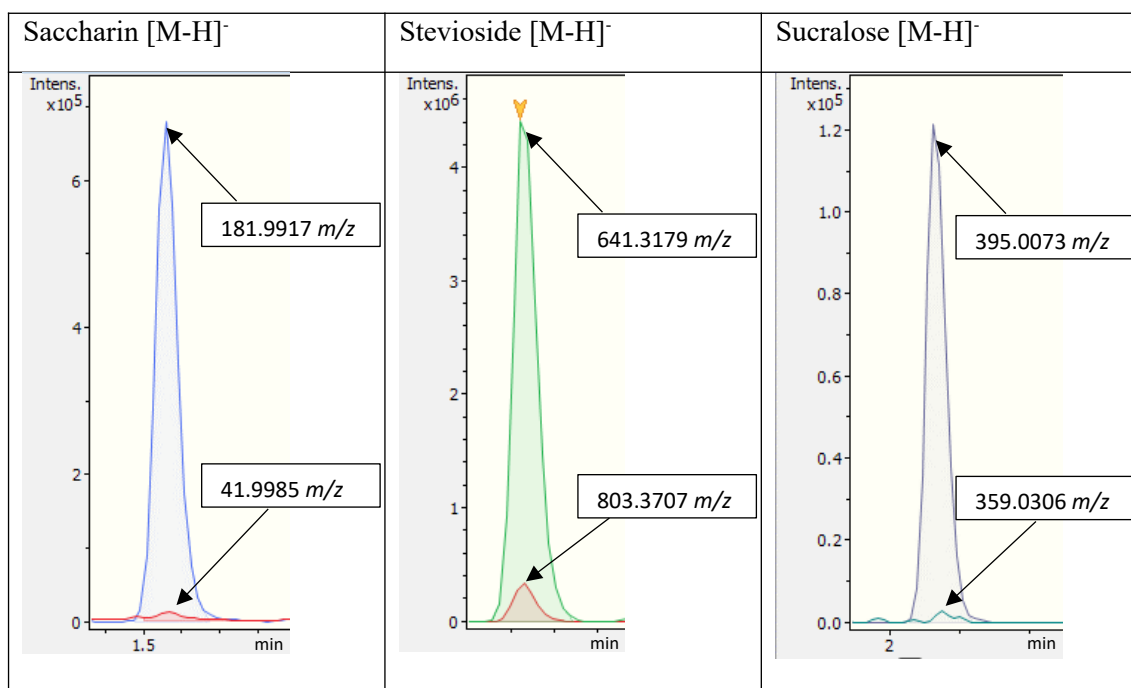 Saccharin [M-H]-
Stevioside [M-H]-
Sucralose [M-H]-
Intens.
x10^5
6
4
2
0
1.5
min
181.9917 m/z
41.9985 m/z
Intens.
x10^6
4
3
2
1
0
min
641.3179 m/z
803.3707 m/z
Intens.
x10^5
1.2
1.0
0.8
0.6
0.4
0.2
0.0
2
min
395.0073 m/z
359.0306 m/z